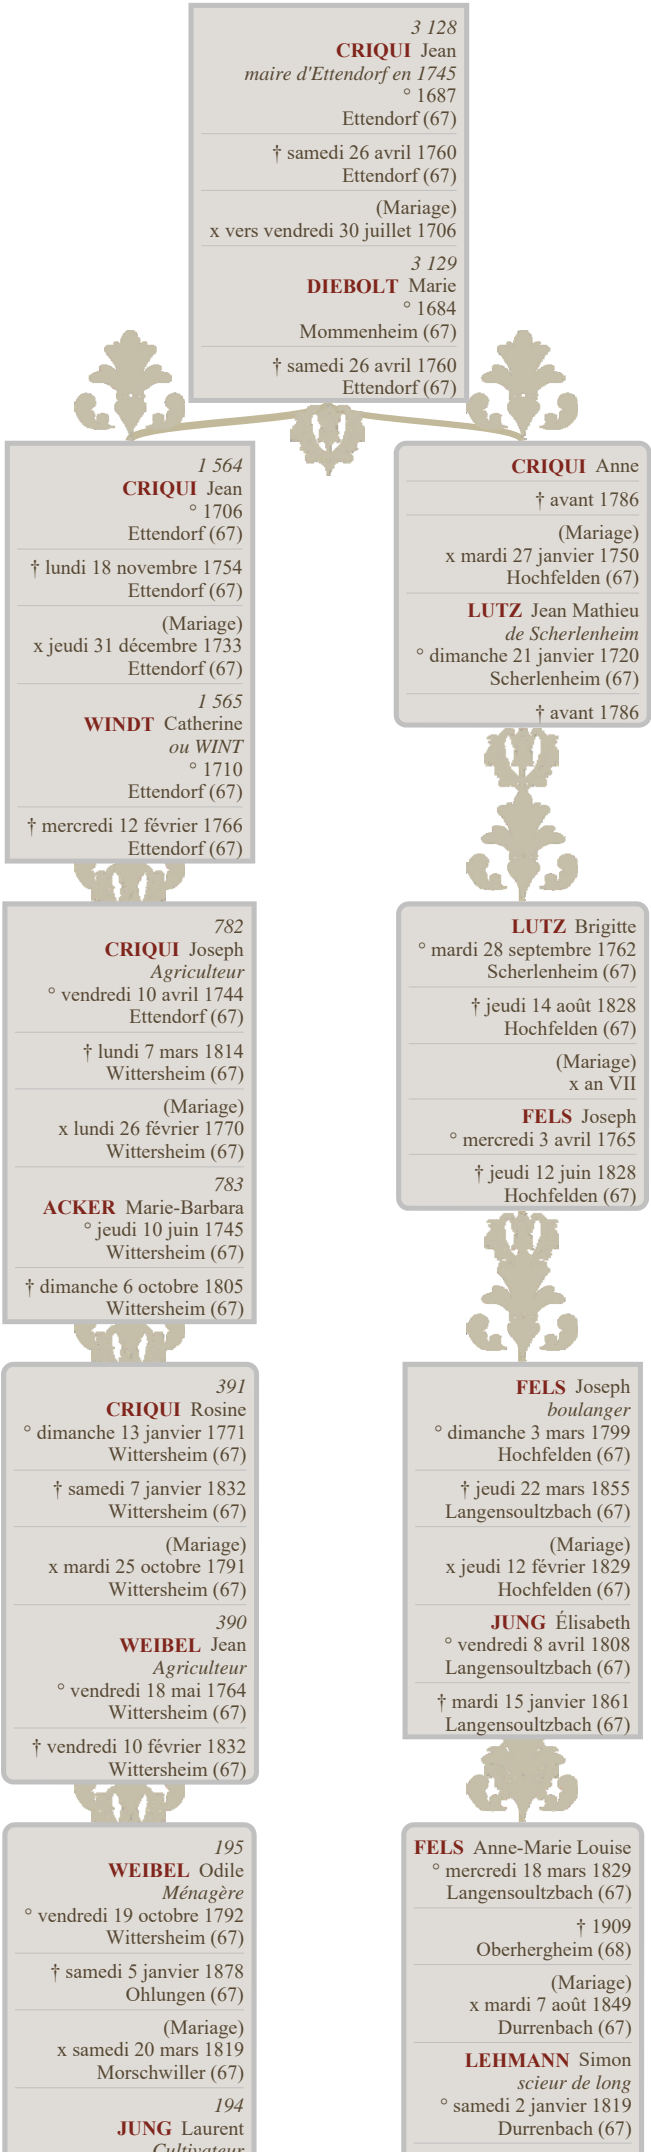 3 128
CRIQUI Jean
maire d'Ettendorf en 1745
° 1687
Ettendorf (67)
† samedi 26 avril 1760
Ettendorf (67)
(Mariage)
x vers vendredi 30 juillet 1706
3 129
DIEBOLT Marie
° 1684
Mommenheim (67)
† samedi 26 avril 1760
Ettendorf (67)
1 564
CRIQUI Jean
° 1706
Ettendorf (67)
† lundi 18 novembre 1754
Ettendorf (67)
(Mariage)
x jeudi 31 décembre 1733
Ettendorf (67)
1 565
WINDT Catherine
ou WINT
° 1710
Ettendorf (67)
† mercredi 12 février 1766
Ettendorf (67)
CRIQUI Anne
† avant 1786
(Mariage)
x mardi 27 janvier 1750
Hochfelden (67)
LUTZ Jean Mathieu
de Scherlenheim
° dimanche 21 janvier 1720
Scherlenheim (67)
† avant 1786
782
CRIQUI Joseph
Agriculteur
° vendredi 10 avril 1744
Ettendorf (67)
† lundi 7 mars 1814
Wittersheim (67)
(Mariage)
x lundi 26 février 1770
Wittersheim (67)
783
ACKER Marie-Barbara
° jeudi 10 juin 1745
Wittersheim (67)
† dimanche 6 octobre 1805
Wittersheim (67)
LUTZ Brigitte
° mardi 28 septembre 1762
Scherlenheim (67)
† jeudi 14 août 1828
Hochfelden (67)
(Mariage)
x an VII
FELS Joseph
° mercredi 3 avril 1765
† jeudi 12 juin 1828
Hochfelden (67)
391
CRIQUI Rosine
° dimanche 13 janvier 1771
Wittersheim (67)
† samedi 7 janvier 1832
Wittersheim (67)
(Mariage)
x mardi 25 octobre 1791
Wittersheim (67)
390
WEIBEL Jean
Agriculteur
° vendredi 18 mai 1764
Wittersheim (67)
† vendredi 10 février 1832
Wittersheim (67)
FELS Joseph
boulanger
° dimanche 3 mars 1799
Hochfelden (67)
† jeudi 22 mars 1855
Langensoultzbach (67)
(Mariage)
x jeudi 12 février 1829
Hochfelden (67)
JUNG Élisabeth
° vendredi 8 avril 1808
Langensoultzbach (67)
† mardi 15 janvier 1861
Langensoultzbach (67)
195
WEIBEL Odile
Ménagère
° vendredi 19 octobre 1792
Wittersheim (67)
† samedi 5 janvier 1878
Ohlungen (67)
(Mariage)
x samedi 20 mars 1819
Morschwiller (67)
194
JUNG Laurent
Cultivateur
FELS Anne-Marie Louise
° mercredi 18 mars 1829
Langensoultzbach (67)
† 1909
Oberhergheim (68)
(Mariage)
x mardi 7 août 1849
Durrenbach (67)
LEHMANN Simon
scieur de long
° samedi 2 janvier 1819
Durrenbach (67)